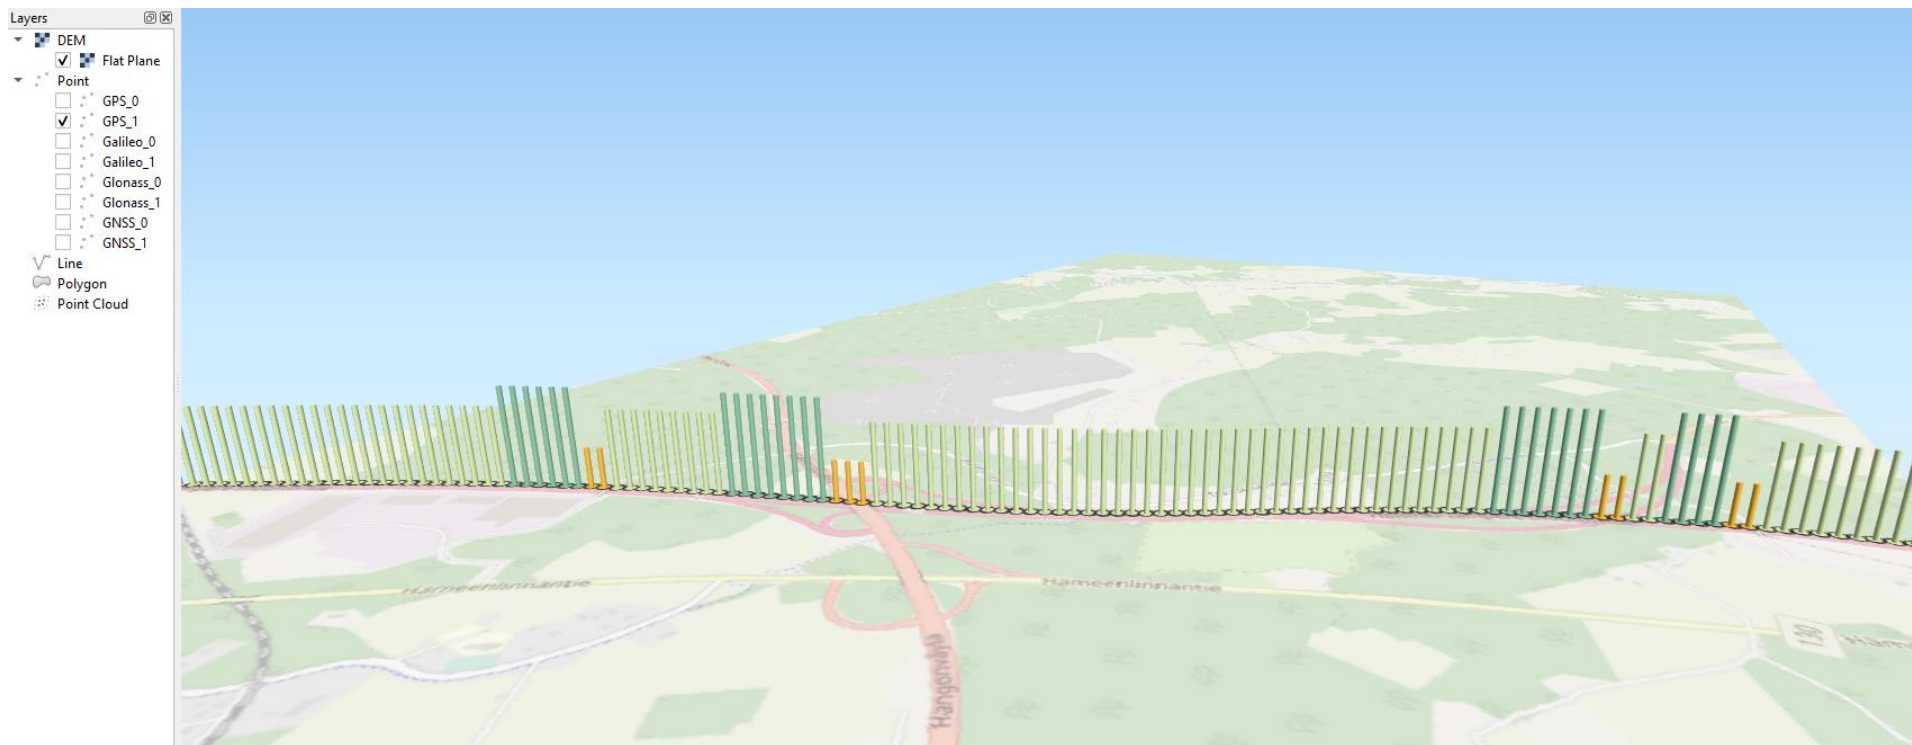 Layers
DEM
Flat Plane
Point
GPS_0
GPS_1
Galileo_0
Galileo_1
Glonass_0
Glonass_1
GNSS_0
GNSS_1
Line
Polygon
Point Cloud
Hämeenlinnantie
Hämeenlinnantie
Hangonväylä
130